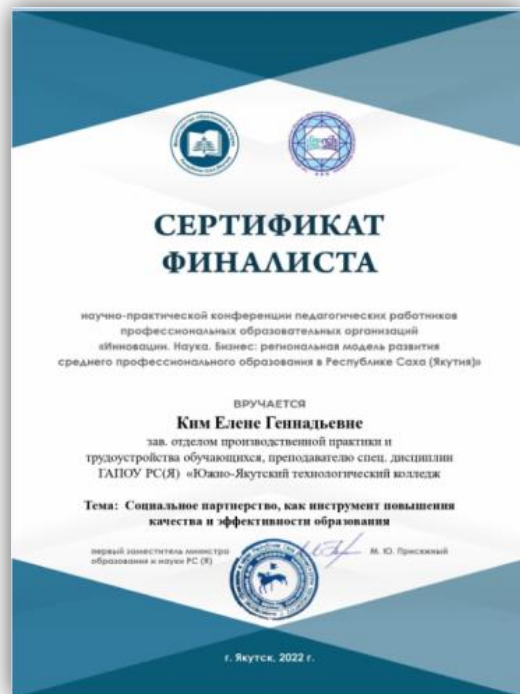 СЕРТИФИКАТ
ФИНАЛИСТА
научно-практической конференции педагогических работников
профессиональных образовательных организаций
«Инновации. Наука. Бизнес: региональная модель развития
среднего профессионального образования в Республике Саха (Якутия)»
ВРУЧАЕТСЯ
Ким Елене Геннадьевне
зав. отделом производственной практики и
трудоустройства обучающихся, преподавателю спец. дисциплин
ГАПОУ РС(Я) «Южно-Якутский технологический колледж
Тема: Социальное партнерство, как инструмент повышения
качества и эффективности образования
первый заместитель министра
образования и науки РС (Я)
М. Ю. Присяжный
г. Якутск, 2022 г.